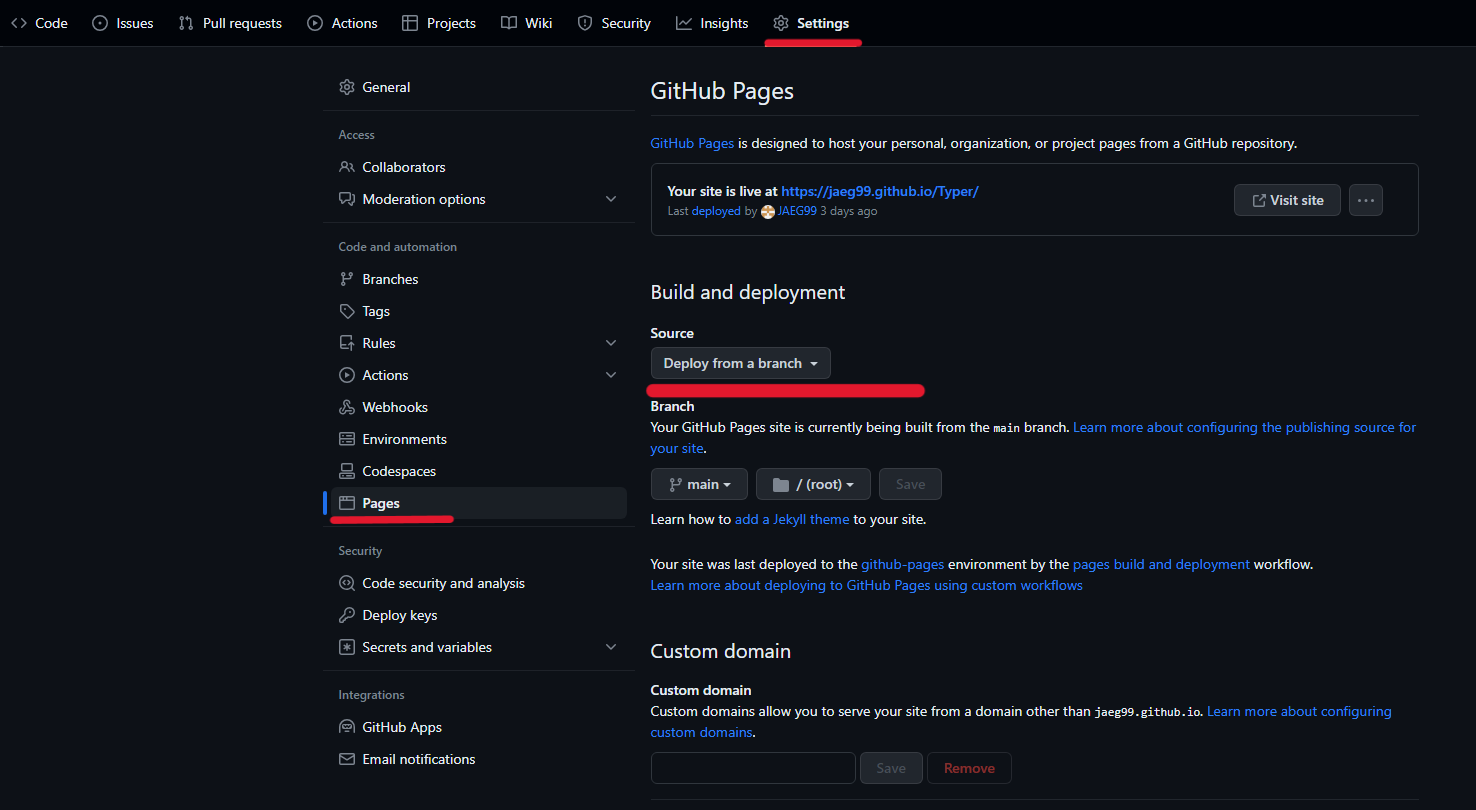 Code Issues Pull requests Actions Projects Wiki Security Insights Settings
General
Access
Collaborators
Moderation options
Code and automation
Branches
Tags
Rules
Actions
Webhooks
Environments
Codespaces
Pages
Security
Code security and analysis
Deploy keys
Secrets and variables
Integrations
GitHub Apps
Email notifications
GitHub Pages
GitHub Pages is designed to host your personal, organization, or project pages from a GitHub repository.
Your site is live at https://jaeg99.github.io/Typer/
Last deployed by JAEG99 3 days ago
Visit site
Build and deployment
Source
Deploy from a branch
Branch
Your GitHub Pages site is currently being built from the main branch. Learn more about configuring the publishing source for
your site.
main / (root) Save
Learn how to add a Jekyll theme to your site.
Your site was last deployed to the github-pages environment by the pages build and deployment workflow.
Learn more about deploying to GitHub Pages using custom workflows
Custom domain
Custom domain
Custom domains allow you to serve your site from a domain other than jaeg99.github.io. Learn more about configuring
custom domains.
Save Remove